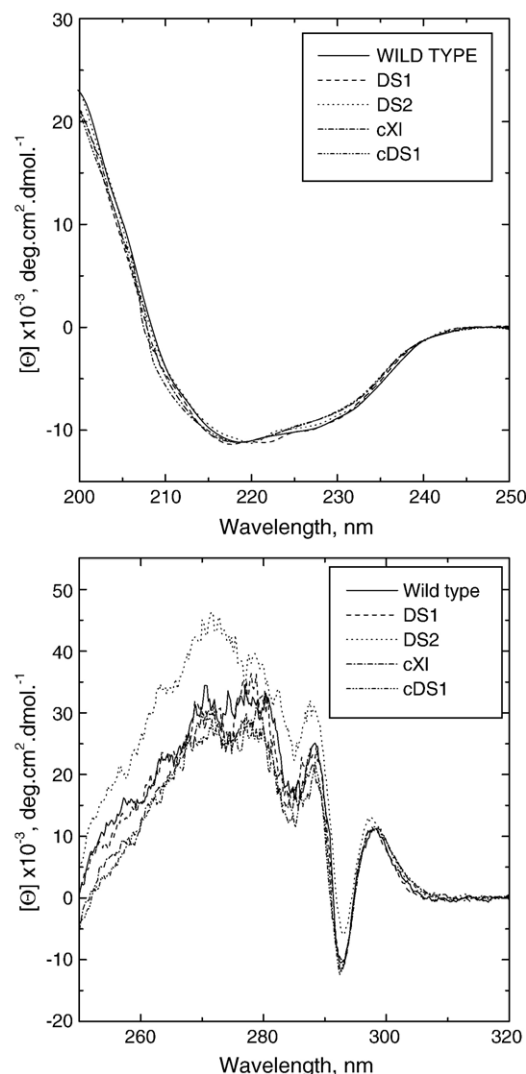 30
20
10
0
-10
[Θ] x10-3, deg.cm2.dmol.-1
WILD TYPE
DS1
DS2
cXI
cDS1
200 210 220 230 240 250
Wavelength, nm
50
40
30
20
10
0
-10
-20
[Θ] x10-3, deg.cm2.dmol.-1
Wild type
DS1
DS2
cXI
cDS1
260 280 300 320
Wavelength, nm